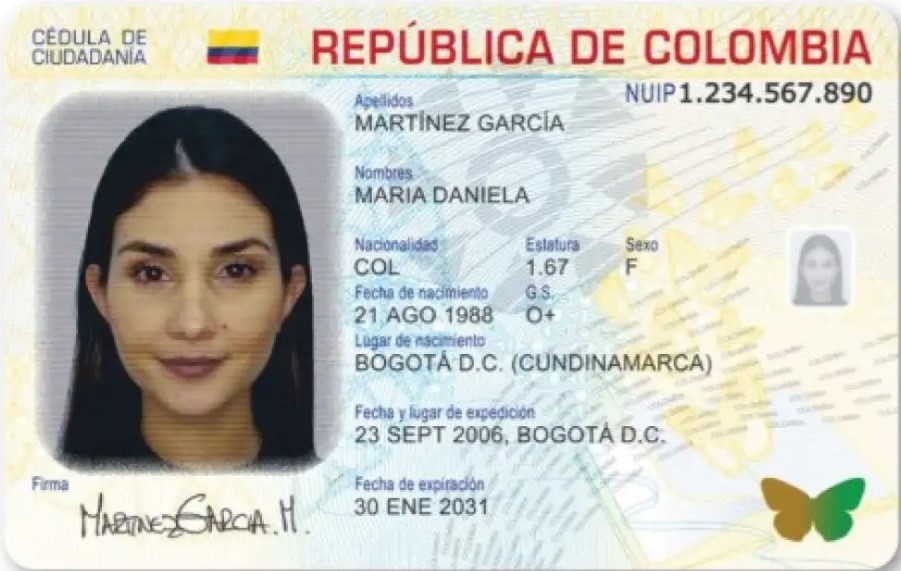 CÉDULA DE
CIUDADANÍA
REPÚBLICA DE COLOMBIA
NUIP 1.234.567.890
Apellidos
MARTÍNEZ GARCÍA
Nombres
MARIA DANIELA
Nacionalidad Estatura Sexo
COL 1.67 F
Fecha de nacimiento G.S.
21 AGO 1988 O+
Lugar de nacimiento
BOGOTÁ D.C. (CUNDINAMARCA)
Fecha y lugar de expedición
23 SEPT 2006, BOGOTÁ D.C.
Fecha de expiración
30 ENE 2031
Firma
MARTINEZ GARCIA.M.